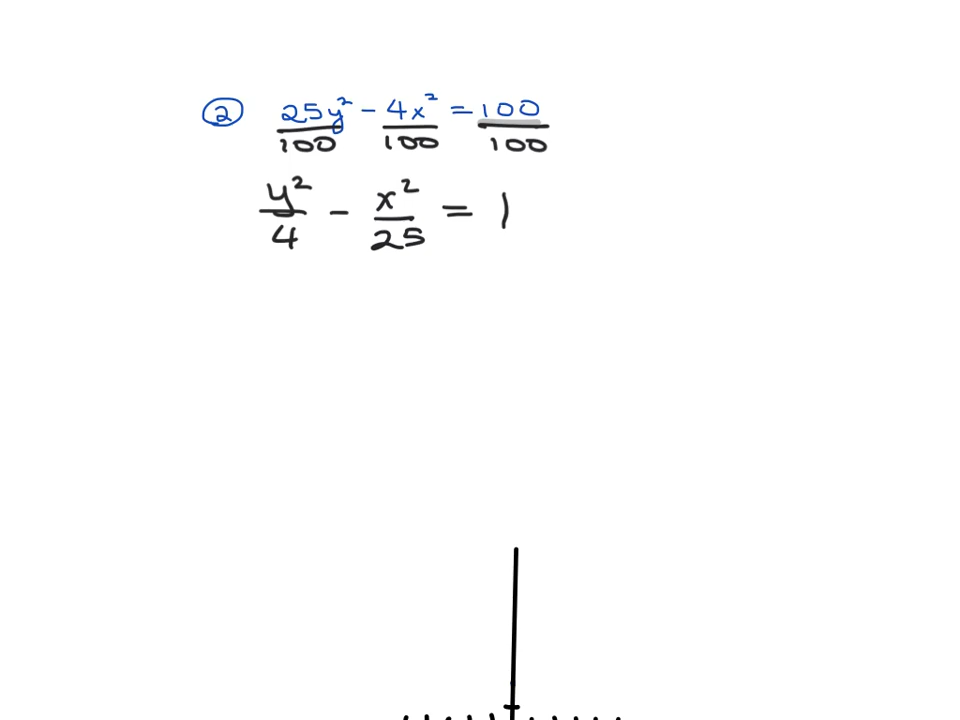 ② 25y²/100 - 4x²/100 = 100/100
y²/4 - x²/25 = 1